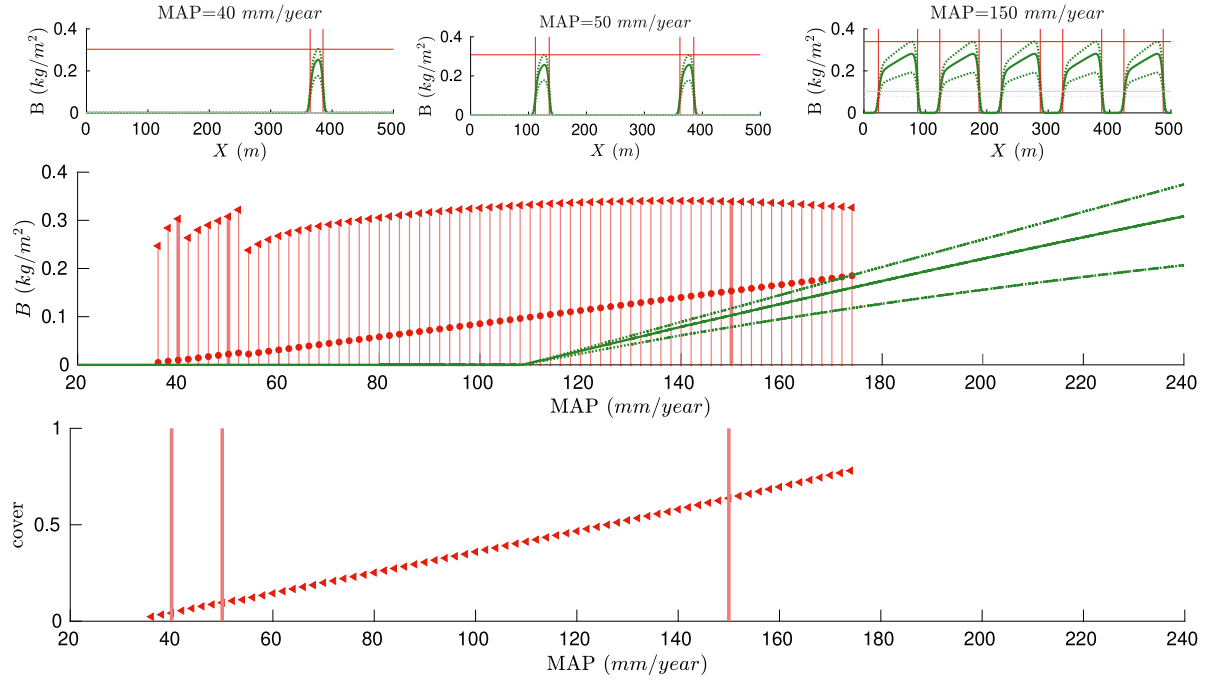 MAP=40 mm/year
MAP=50 mm/year
MAP=150 mm/year
B (kg/m²)
0.4
0.2
0
0 100 200 300 400 500
X (m)
B (kg/m²)
0.4
0.2
0
0 100 200 300 400 500
X (m)
B (kg/m²)
0.4
0.2
0
0 100 200 300 400 500
X (m)
B (kg/m²)
0.4
0.3
0.2
0.1
0
20 40 60 80 100 120 140 160 180 200 220 240
MAP (mm/year)
cover
1
0.5
0
20 40 60 80 100 120 140 160 180 200 220 240
MAP (mm/year)